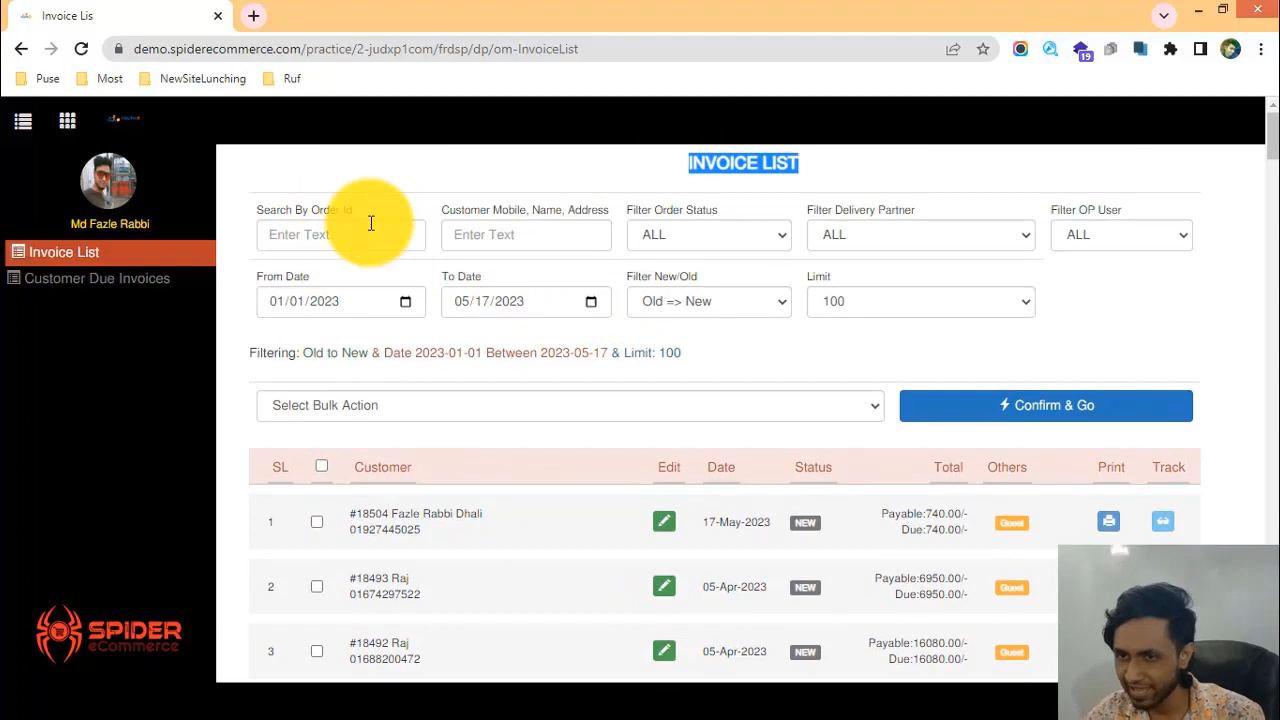 Invoice Lis
demo.spiderecommerce.com/practice/2-judxp1com/frdsp/dp/om-InvoiceList
19
Puse Most NewSiteLunching Ruf
INVOICE LIST
Md Fazle Rabbi
Invoice List
Customer Due Invoices
Search By Order Id Customer Mobile, Name, Address Filter Order Status Filter Delivery Partner Filter OP User
Enter Text Enter Text ALL ALL ALL
From Date To Date Filter New/Old Limit
01/01/2023 05/17/2023 Old => New 100
Filtering: Old to New & Date 2023-01-01 Between 2023-05-17 & Limit: 100
Select Bulk Action Confirm & Go
SL Customer Edit Date Status Total Others Print Track
1 #18504 Fazle Rabbi Dhali 17-May-2023 NEW Payable:740.00/- Guest
01927445025 Due:740.00/-
2 #18493 Raj 05-Apr-2023 NEW Payable:6950.00/- Guest
01674297522 Due:6950.00/-
3 #18492 Raj 05-Apr-2023 NEW Payable:16080.00/- Guest
01688200472 Due:16080.00/-
SPIDER
eCommerce